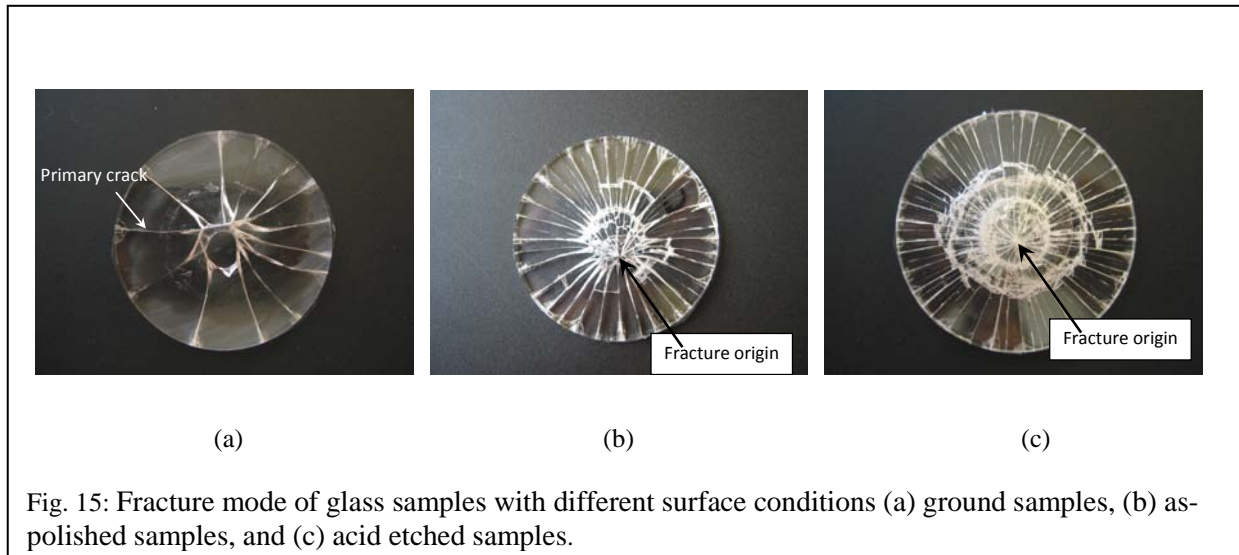 Primary crack
Fracture origin
Fracture origin
(a)
(b)
(c)
Fig. 15: Fracture mode of glass samples with different surface conditions (a) ground samples, (b) as-
polished samples, and (c) acid etched samples.